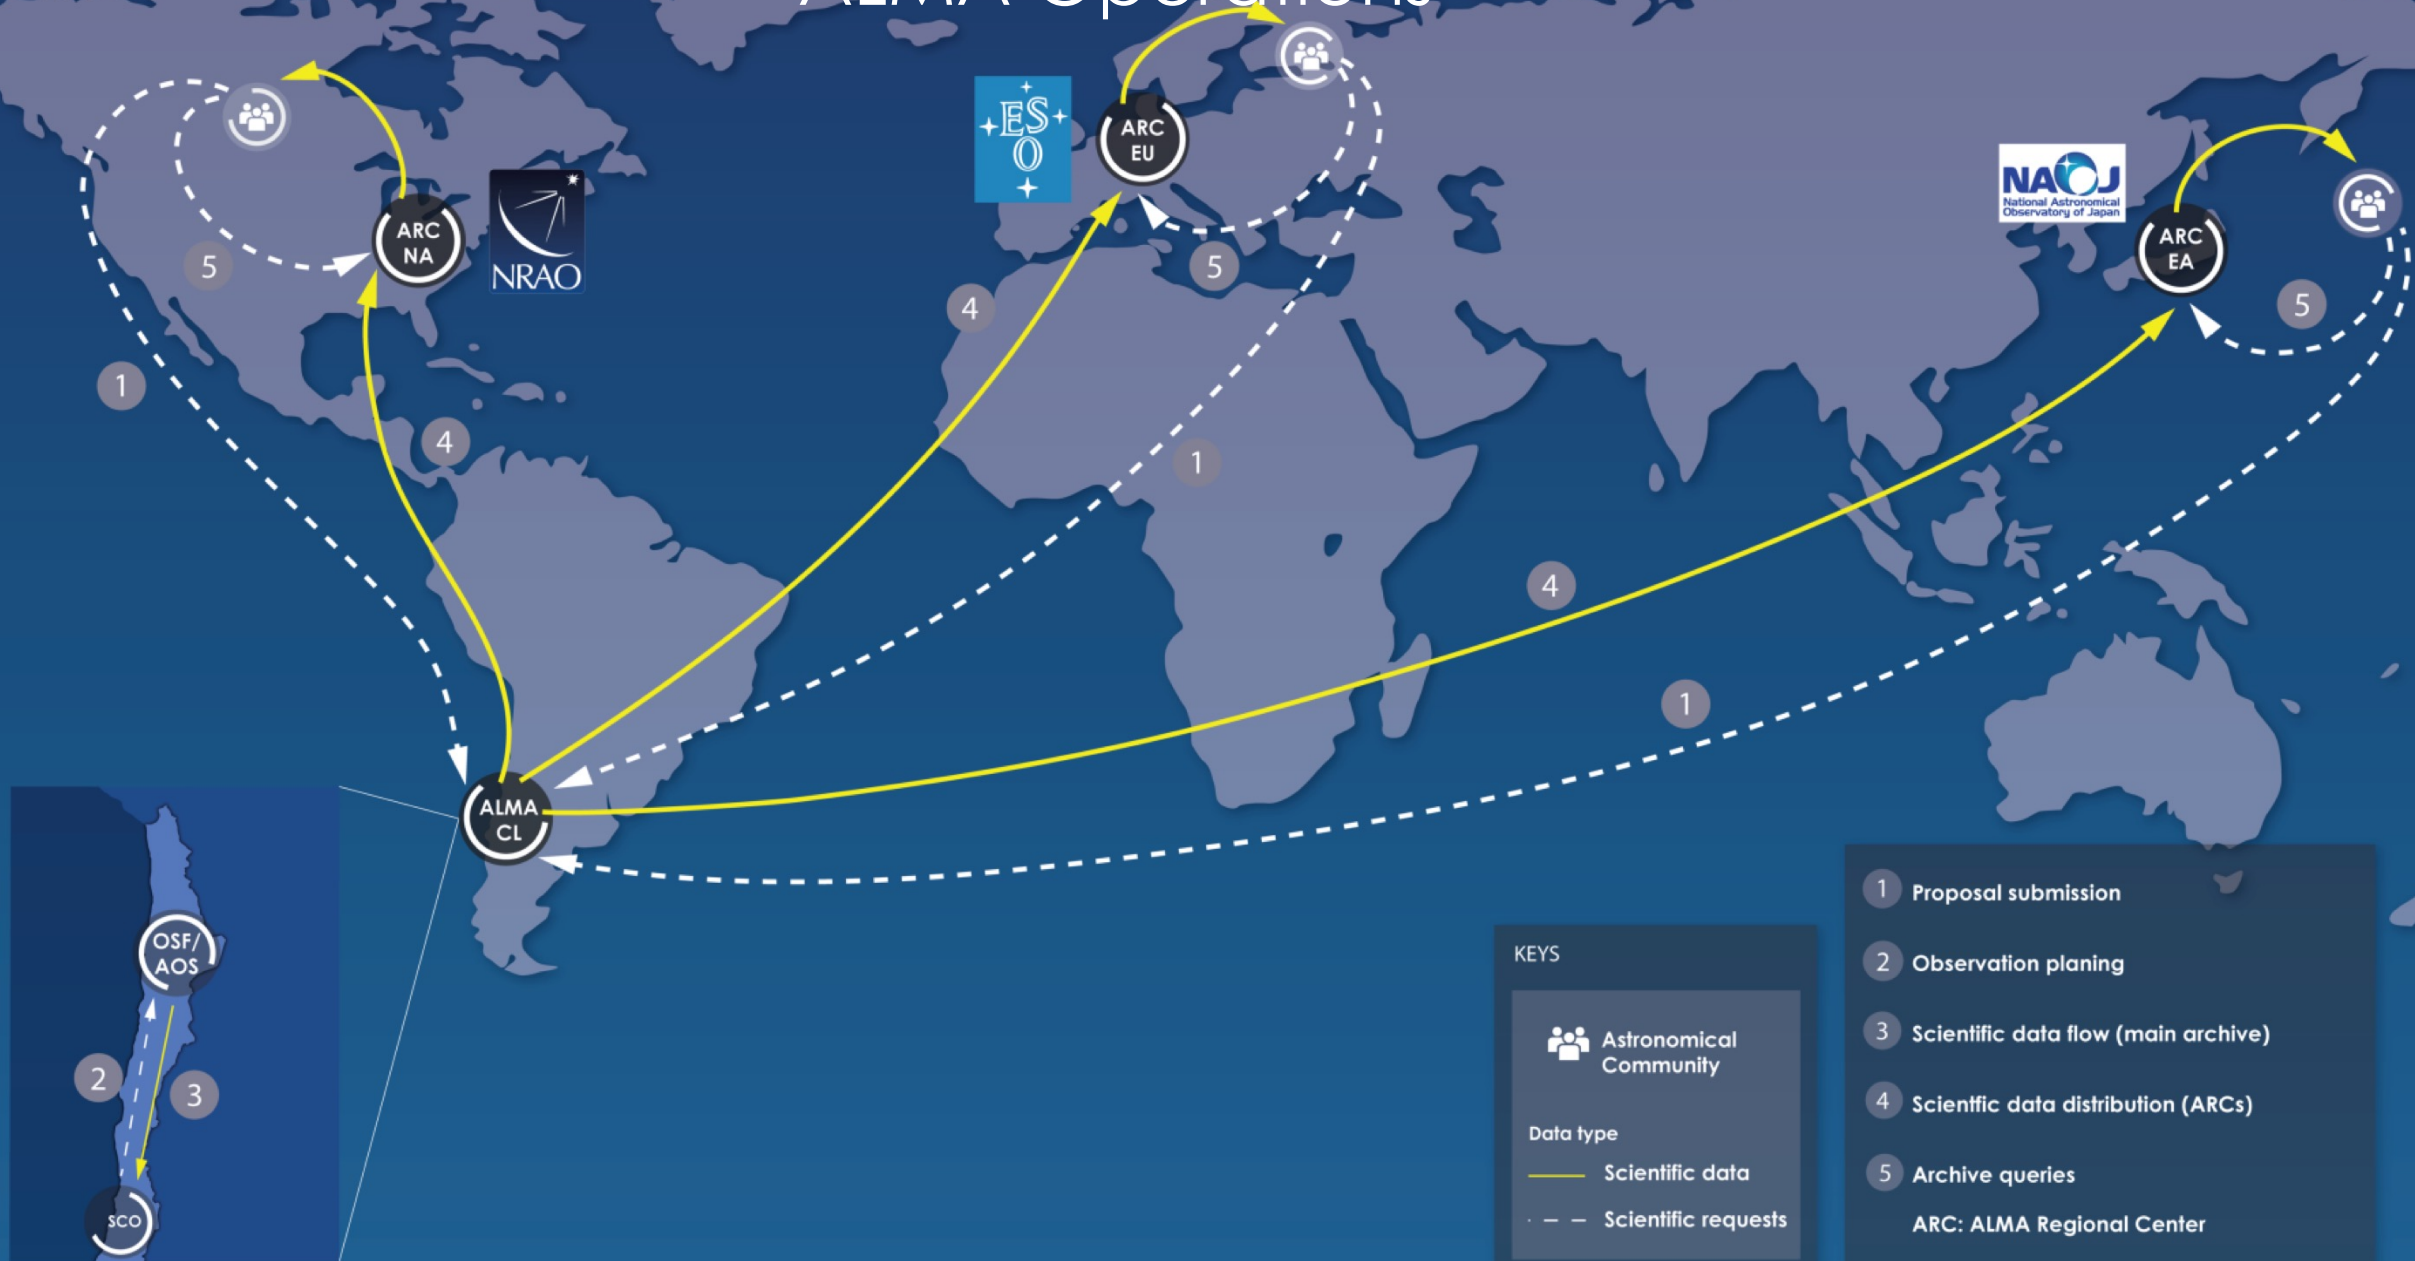 ALMA Operations
ESO
ARC
EU
NAOJ
National Astronomical
Observatory of Japan
ARC
NA
NRAO
ARC
EA
5
5
5
4
1
4
1
4
1
ALMA
CL
OSF/
AOS
2
3
SCO
KEYS
Astronomical
Community
Data type
Scientific data
Scientific requests
1 Proposal submission
2 Observation planing
3 Scientific data flow (main archive)
4 Scientfic data distribution (ARCs)
5 Archive queries
ARC: ALMA Regional Center